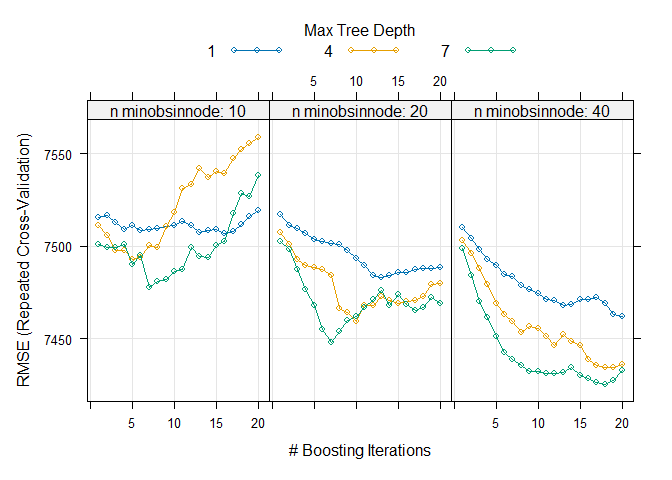 Max Tree Depth
1 4 7
5 10 15 20
n minobsinnode: 10 n minobsinnode: 20 n minobsinnode: 40
7550
7500
7450
RMSE (Repeated Cross-Validation)
5 10 15 20 5 10 15 20
# Boosting Iterations